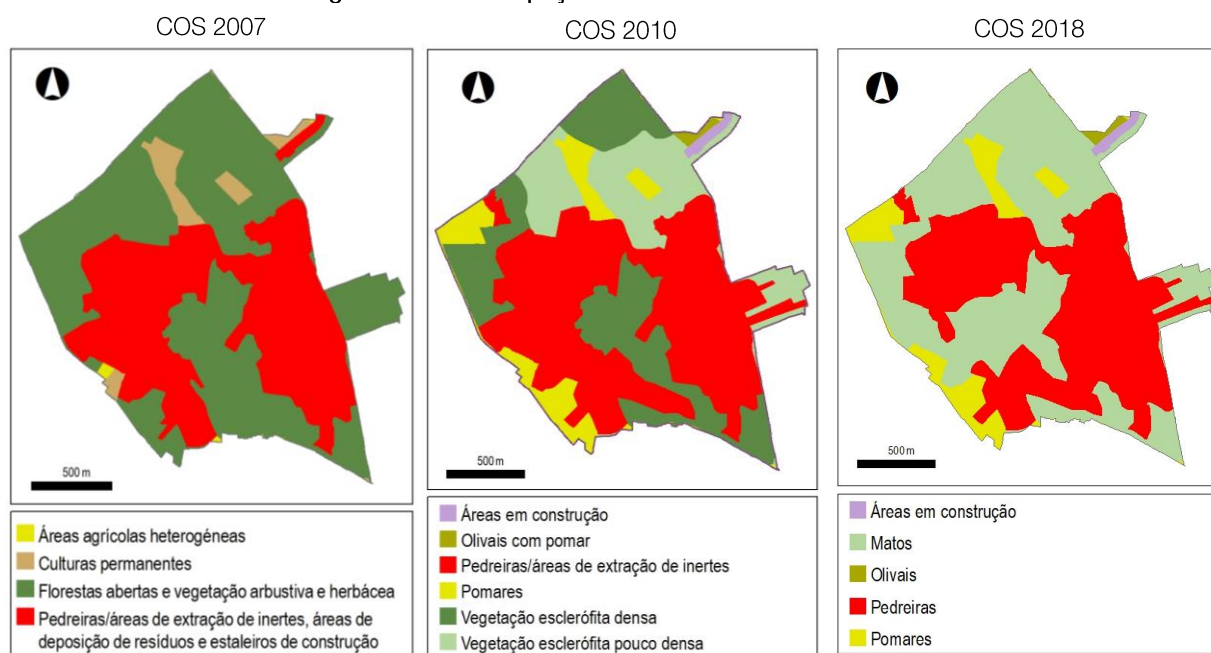 COS 2007
COS 2010
COS 2018
500 m
500 m
500 m
Áreas agrícolas heterogéneas
Culturas permanentes
Florestas abertas e vegetação arbustiva e herbácea
Pedreiras/áreas de extração de inertes, áreas de
deposição de resíduos e estaleiros de construção
Áreas em construção
Olivais com pomar
Pedreiras/áreas de extração de inertes
Pomares
Vegetação esclerófita densa
Vegetação esclerófita pouco densa
Áreas em construção
Matos
Olivais
Pedreiras
Pomares